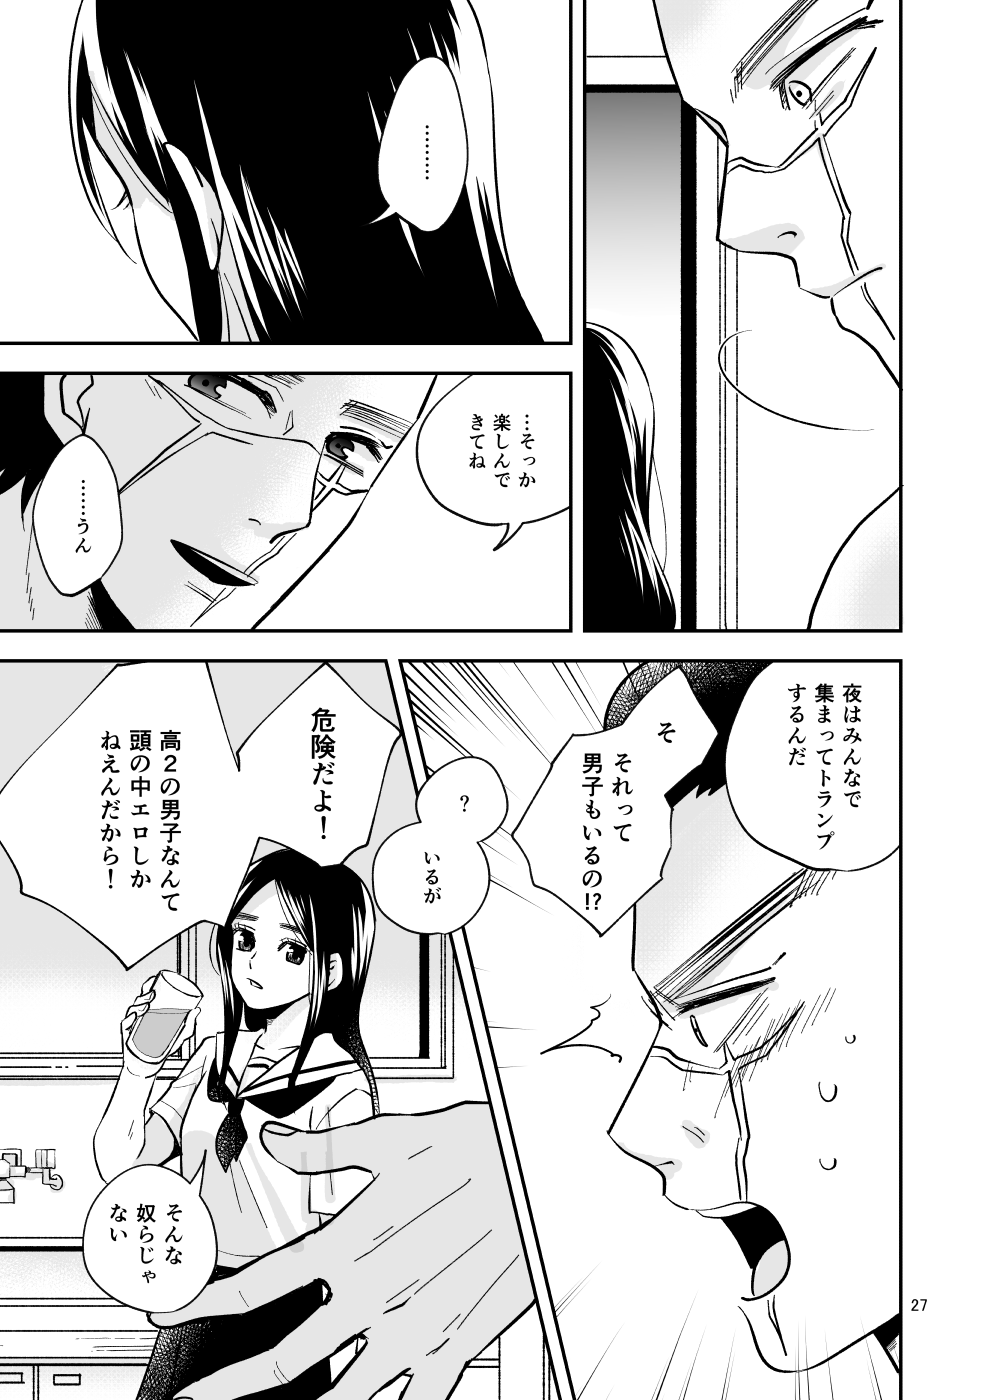 ………
…そっか
楽しんで
きてね
……うん
夜はみんなで
集まってトランプ
するんだ
そ
それって
男子もいるの!?
?
いるが
危険だよ!
高2の男子なんて
頭の中エロしか
ねえんだから!
そんな
奴らじゃ
ない
27